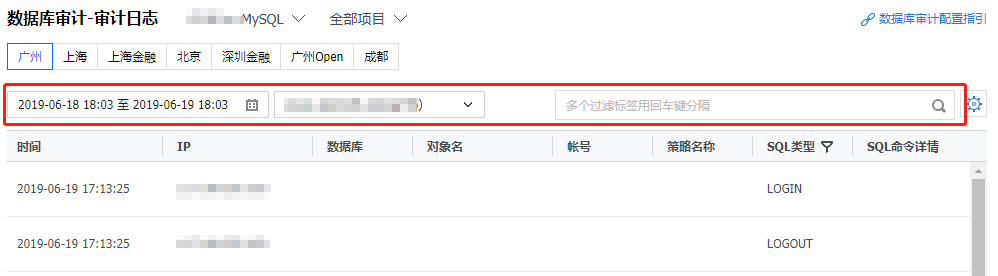 数据库审计-审计日志 MySQL 全部项目 数据库审计配置指引
广州 上海 上海金融 北京 深圳金融 广州Open 成都
2019-06-18 18:03 至 2019-06-19 18:03 ) 多个过滤标签用回车键分隔
时间 IP 数据库 对象名 帐号 策略名称 SQL类型 SQL命令详情
2019-06-19 17:13:25 LOGIN
2019-06-19 17:13:25 LOGOUT